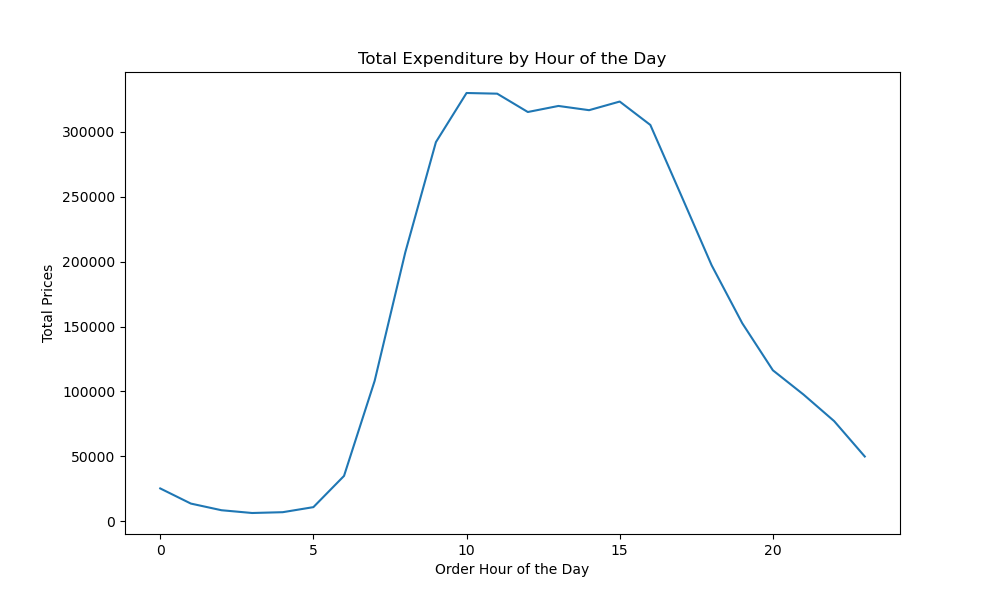 Total Expenditure by Hour of the Day
Total Prices
300000
250000
200000
150000
100000
50000
0
0 5 10 15 20
Order Hour of the Day